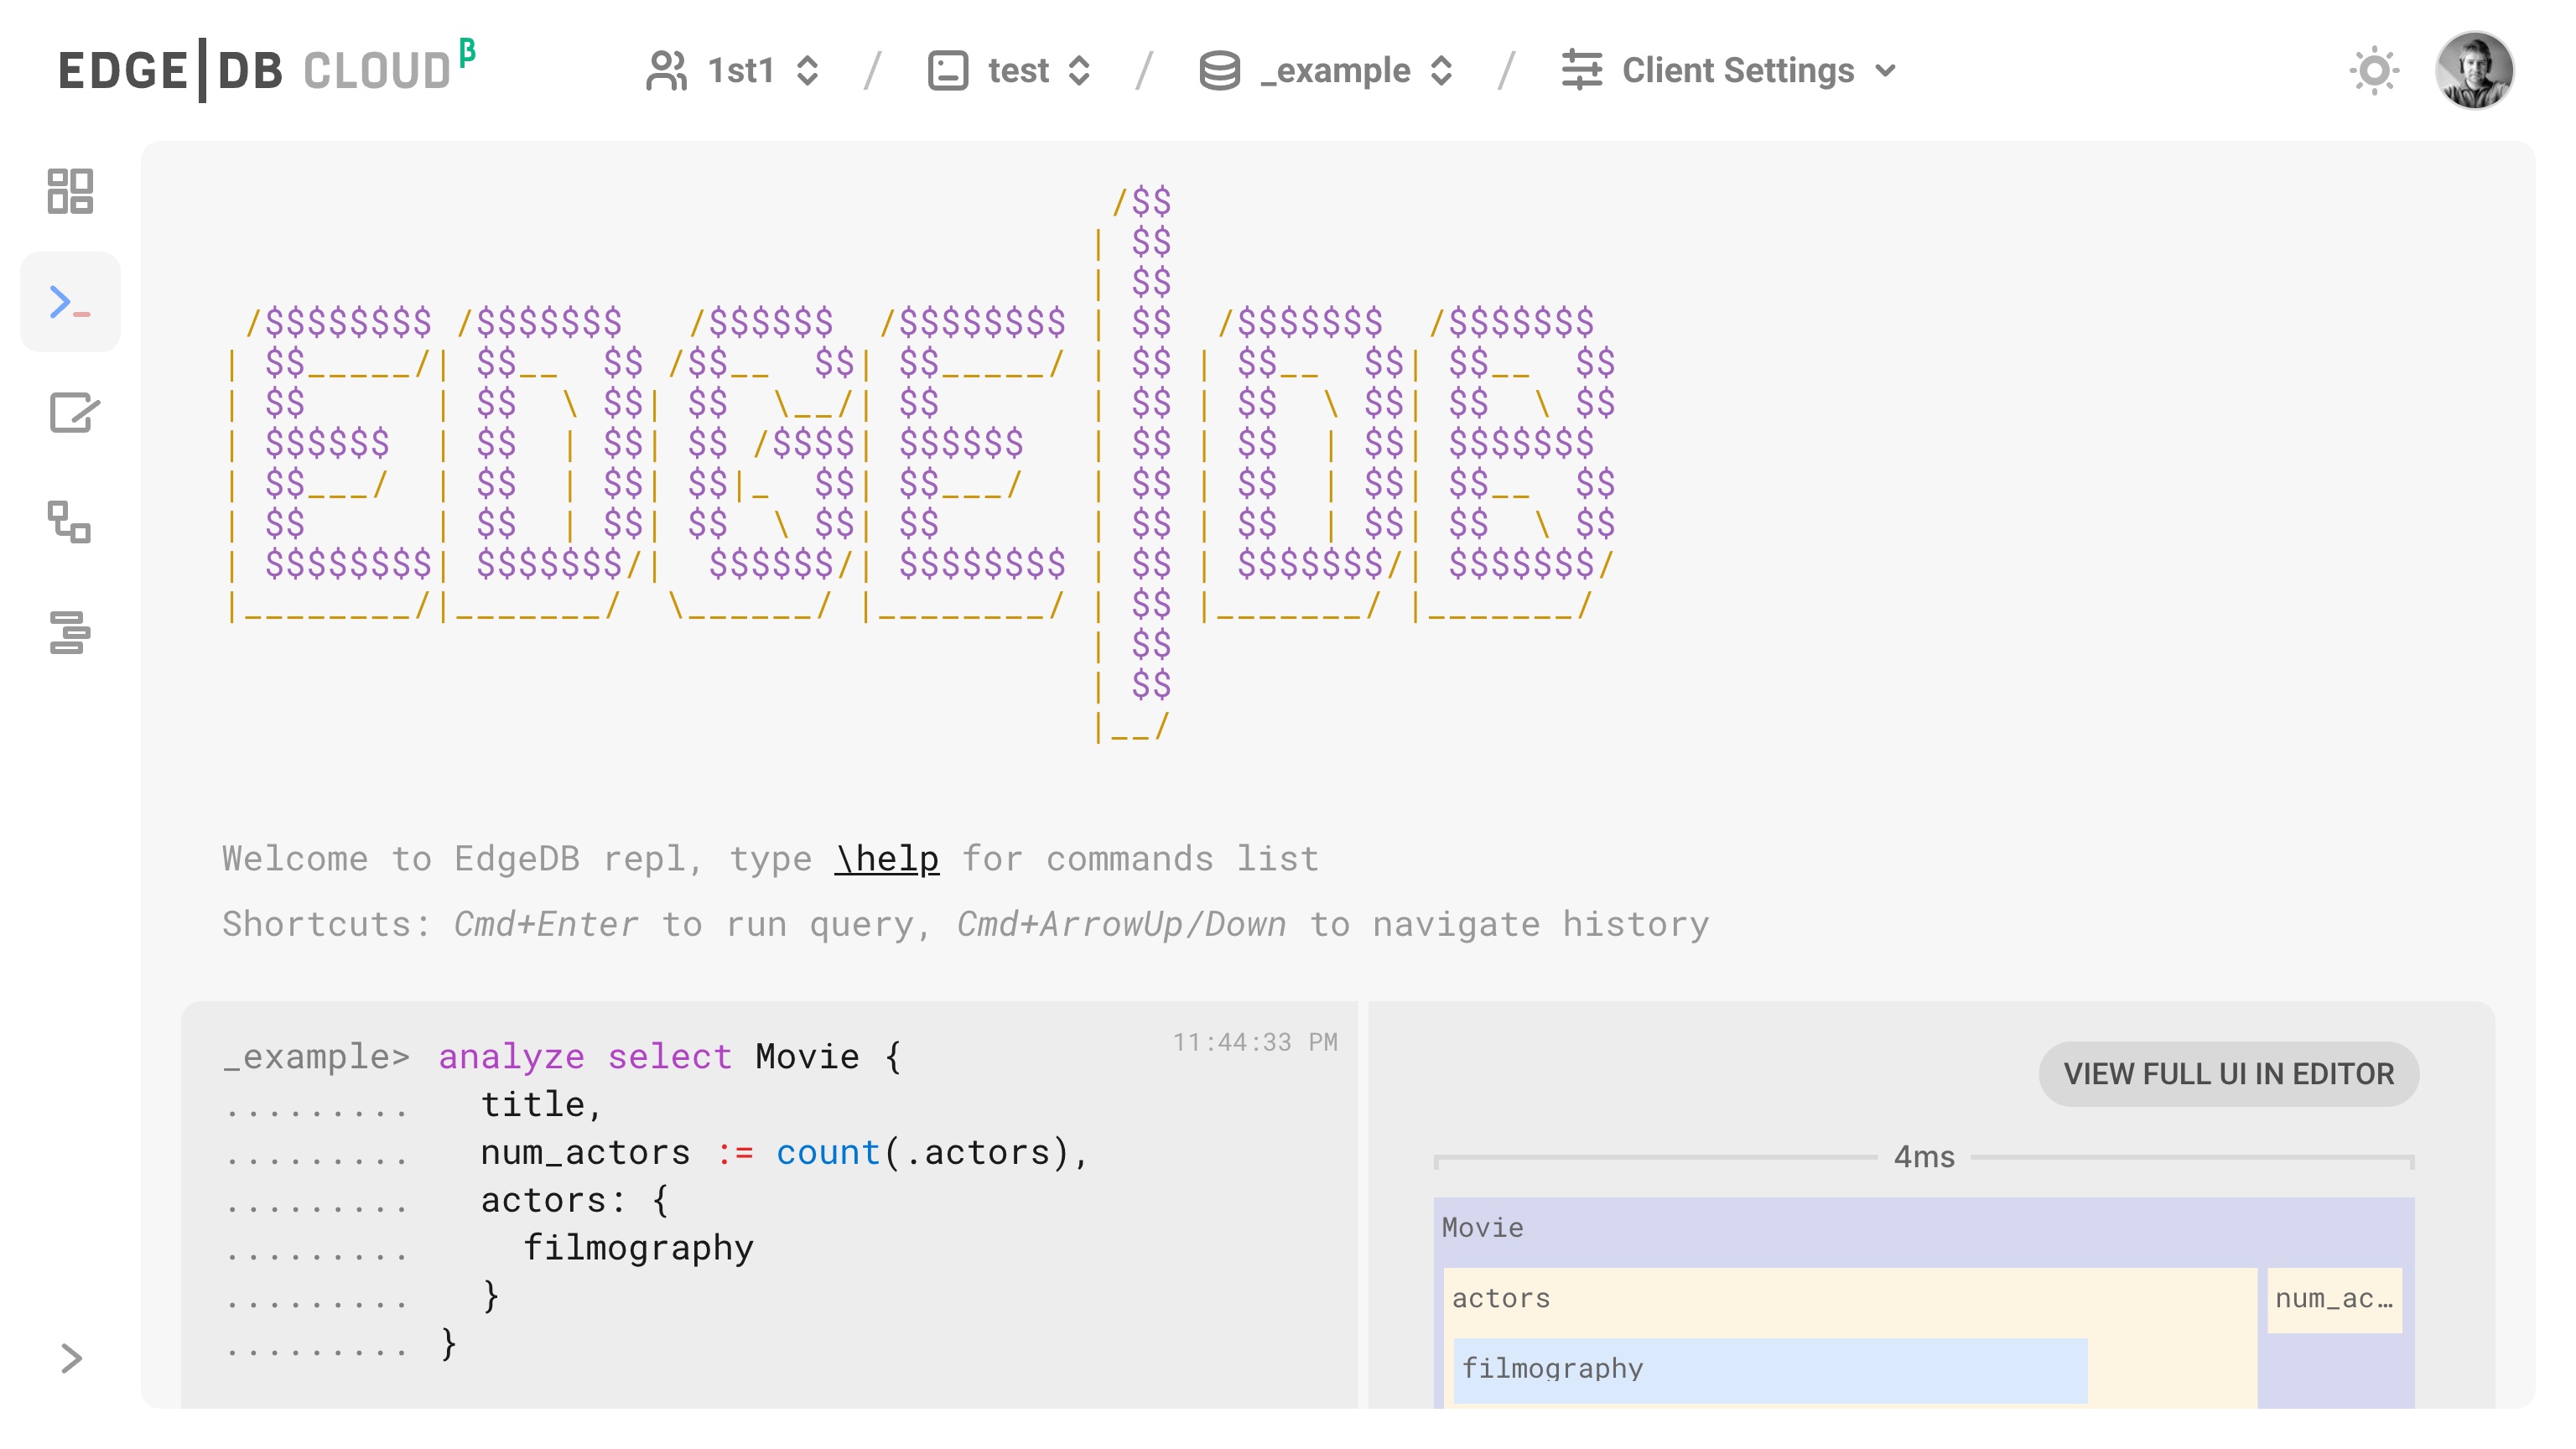 EDGE|DB CLOUD β
1st1 / test / _example / Client Settings
                                          /$$
                                         | $$
                                         | $$
 /$$$$$$$$ /$$$$$$$   /$$$$$$  /$$$$$$$$ | $$  /$$$$$$$  /$$$$$$$
| $$_____/| $$__  $$ /$$__  $$| $$_____/ | $$ | $$__  $$| $$__  $$
| $$      | $$  \ $$| $$  \__/| $$       | $$ | $$  \ $$| $$  \ $$
| $$$$$$  | $$  | $$| $$ /$$$$| $$$$$$   | $$ | $$  | $$| $$$$$$$
| $$___/  | $$  | $$| $$|_  $$| $$___/   | $$ | $$  | $$| $$__  $$
| $$      | $$  | $$| $$  \ $$| $$       | $$ | $$  | $$| $$  \ $$
| $$$$$$$$| $$$$$$$/|  $$$$$$/| $$$$$$$$ | $$ | $$$$$$$/| $$$$$$$/
|________/|_______/  \______/ |________/ | $$ |_______/ |_______/
                                         | $$
                                         | $$
                                         |__/
Welcome to EdgeDB repl, type \help for commands list
Shortcuts: Cmd+Enter to run query, Cmd+ArrowUp/Down to navigate history
_example> analyze select Movie {
.........   title,
.........   num_actors := count(.actors),
.........   actors: {
.........     filmography
.........   }
......... }
11:44:33 PM
VIEW FULL UI IN EDITOR
4ms
Movie
actors
num_ac…
filmography